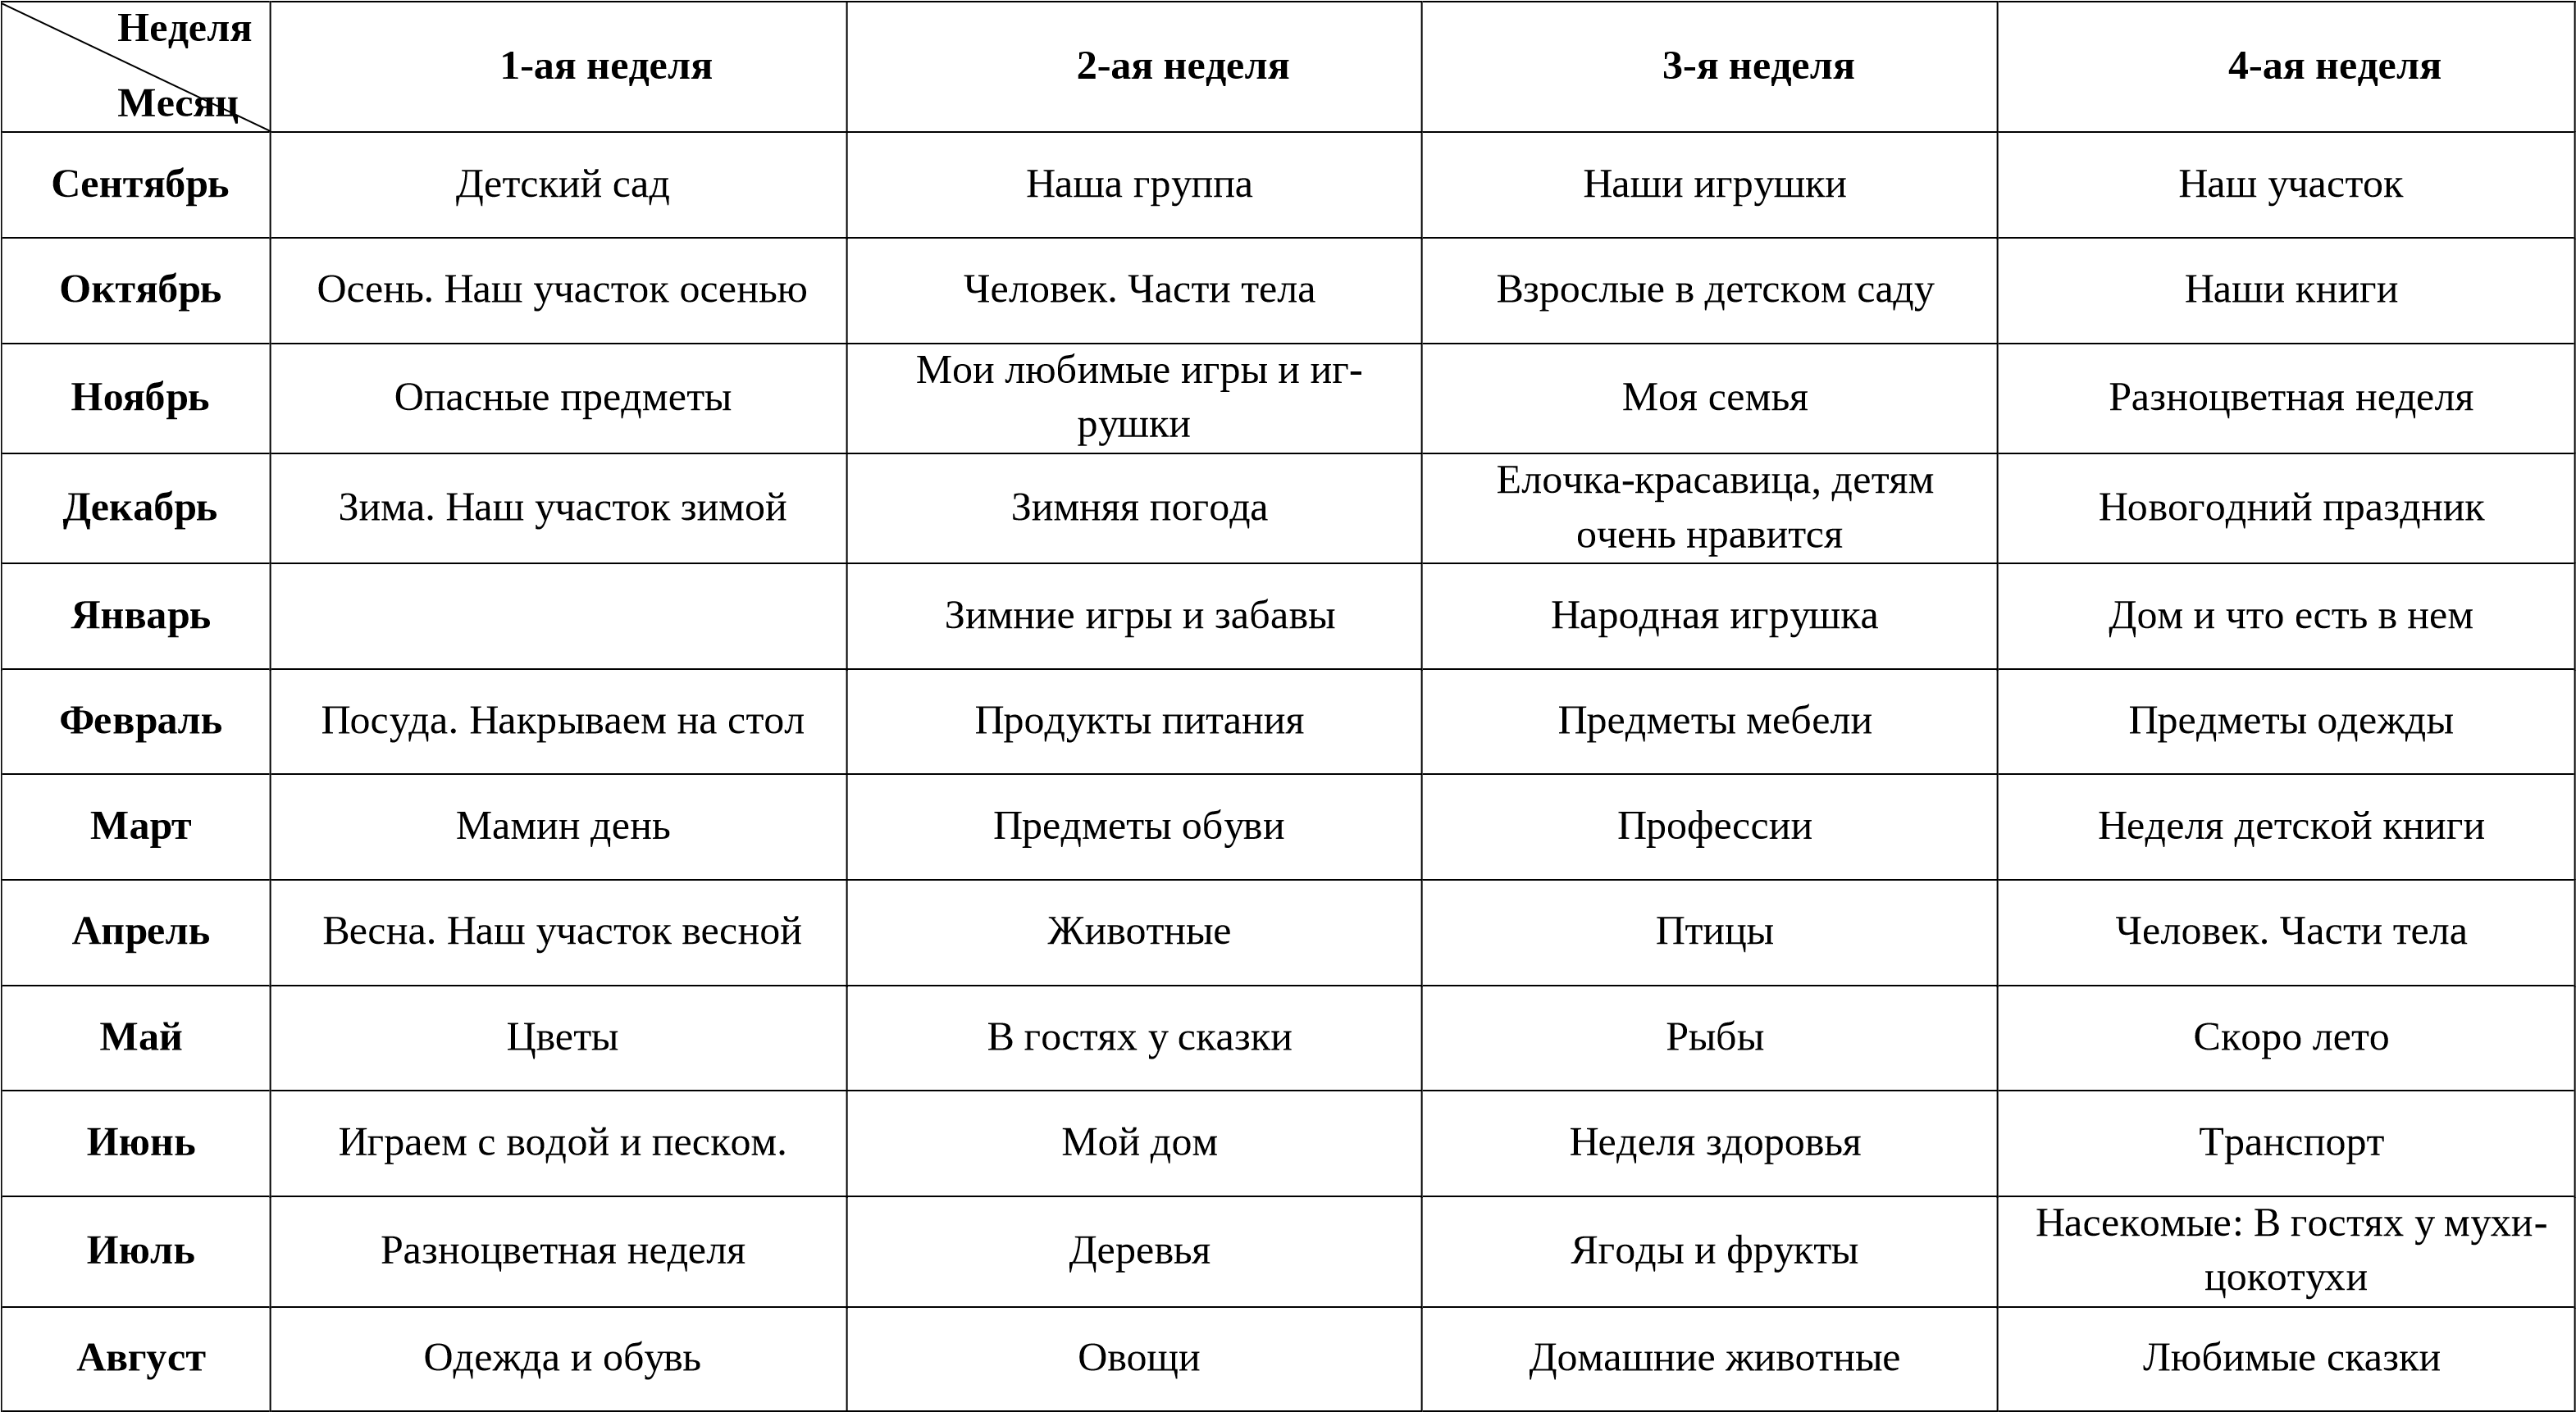 Неделя
Месяц
1-ая неделя
2-ая неделя
3-я неделя
4-ая неделя
Сентябрь
Детский сад
Наша группа
Наши игрушки
Наш участок
Октябрь
Осень. Наш участок осенью
Человек. Части тела
Взрослые в детском саду
Наши книги
Ноябрь
Опасные предметы
Мои любимые игры и иг-
рушки
Моя семья
Разноцветная неделя
Декабрь
Зима. Наш участок зимой
Зимняя погода
Елочка-красавица, детям
очень нравится
Новогодний праздник
Январь
Зимние игры и забавы
Народная игрушка
Дом и что есть в нем
Февраль
Посуда. Накрываем на стол
Продукты питания
Предметы мебели
Предметы одежды
Март
Мамин день
Предметы обуви
Профессии
Неделя детской книги
Апрель
Весна. Наш участок весной
Животные
Птицы
Человек. Части тела
Май
Цветы
В гостях у сказки
Рыбы
Скоро лето
Июнь
Играем с водой и песком.
Мой дом
Неделя здоровья
Транспорт
Июль
Разноцветная неделя
Деревья
Ягоды и фрукты
Насекомые: В гостях у мухи-
цокотухи
Август
Одежда и обувь
Овощи
Домашние животные
Любимые сказки